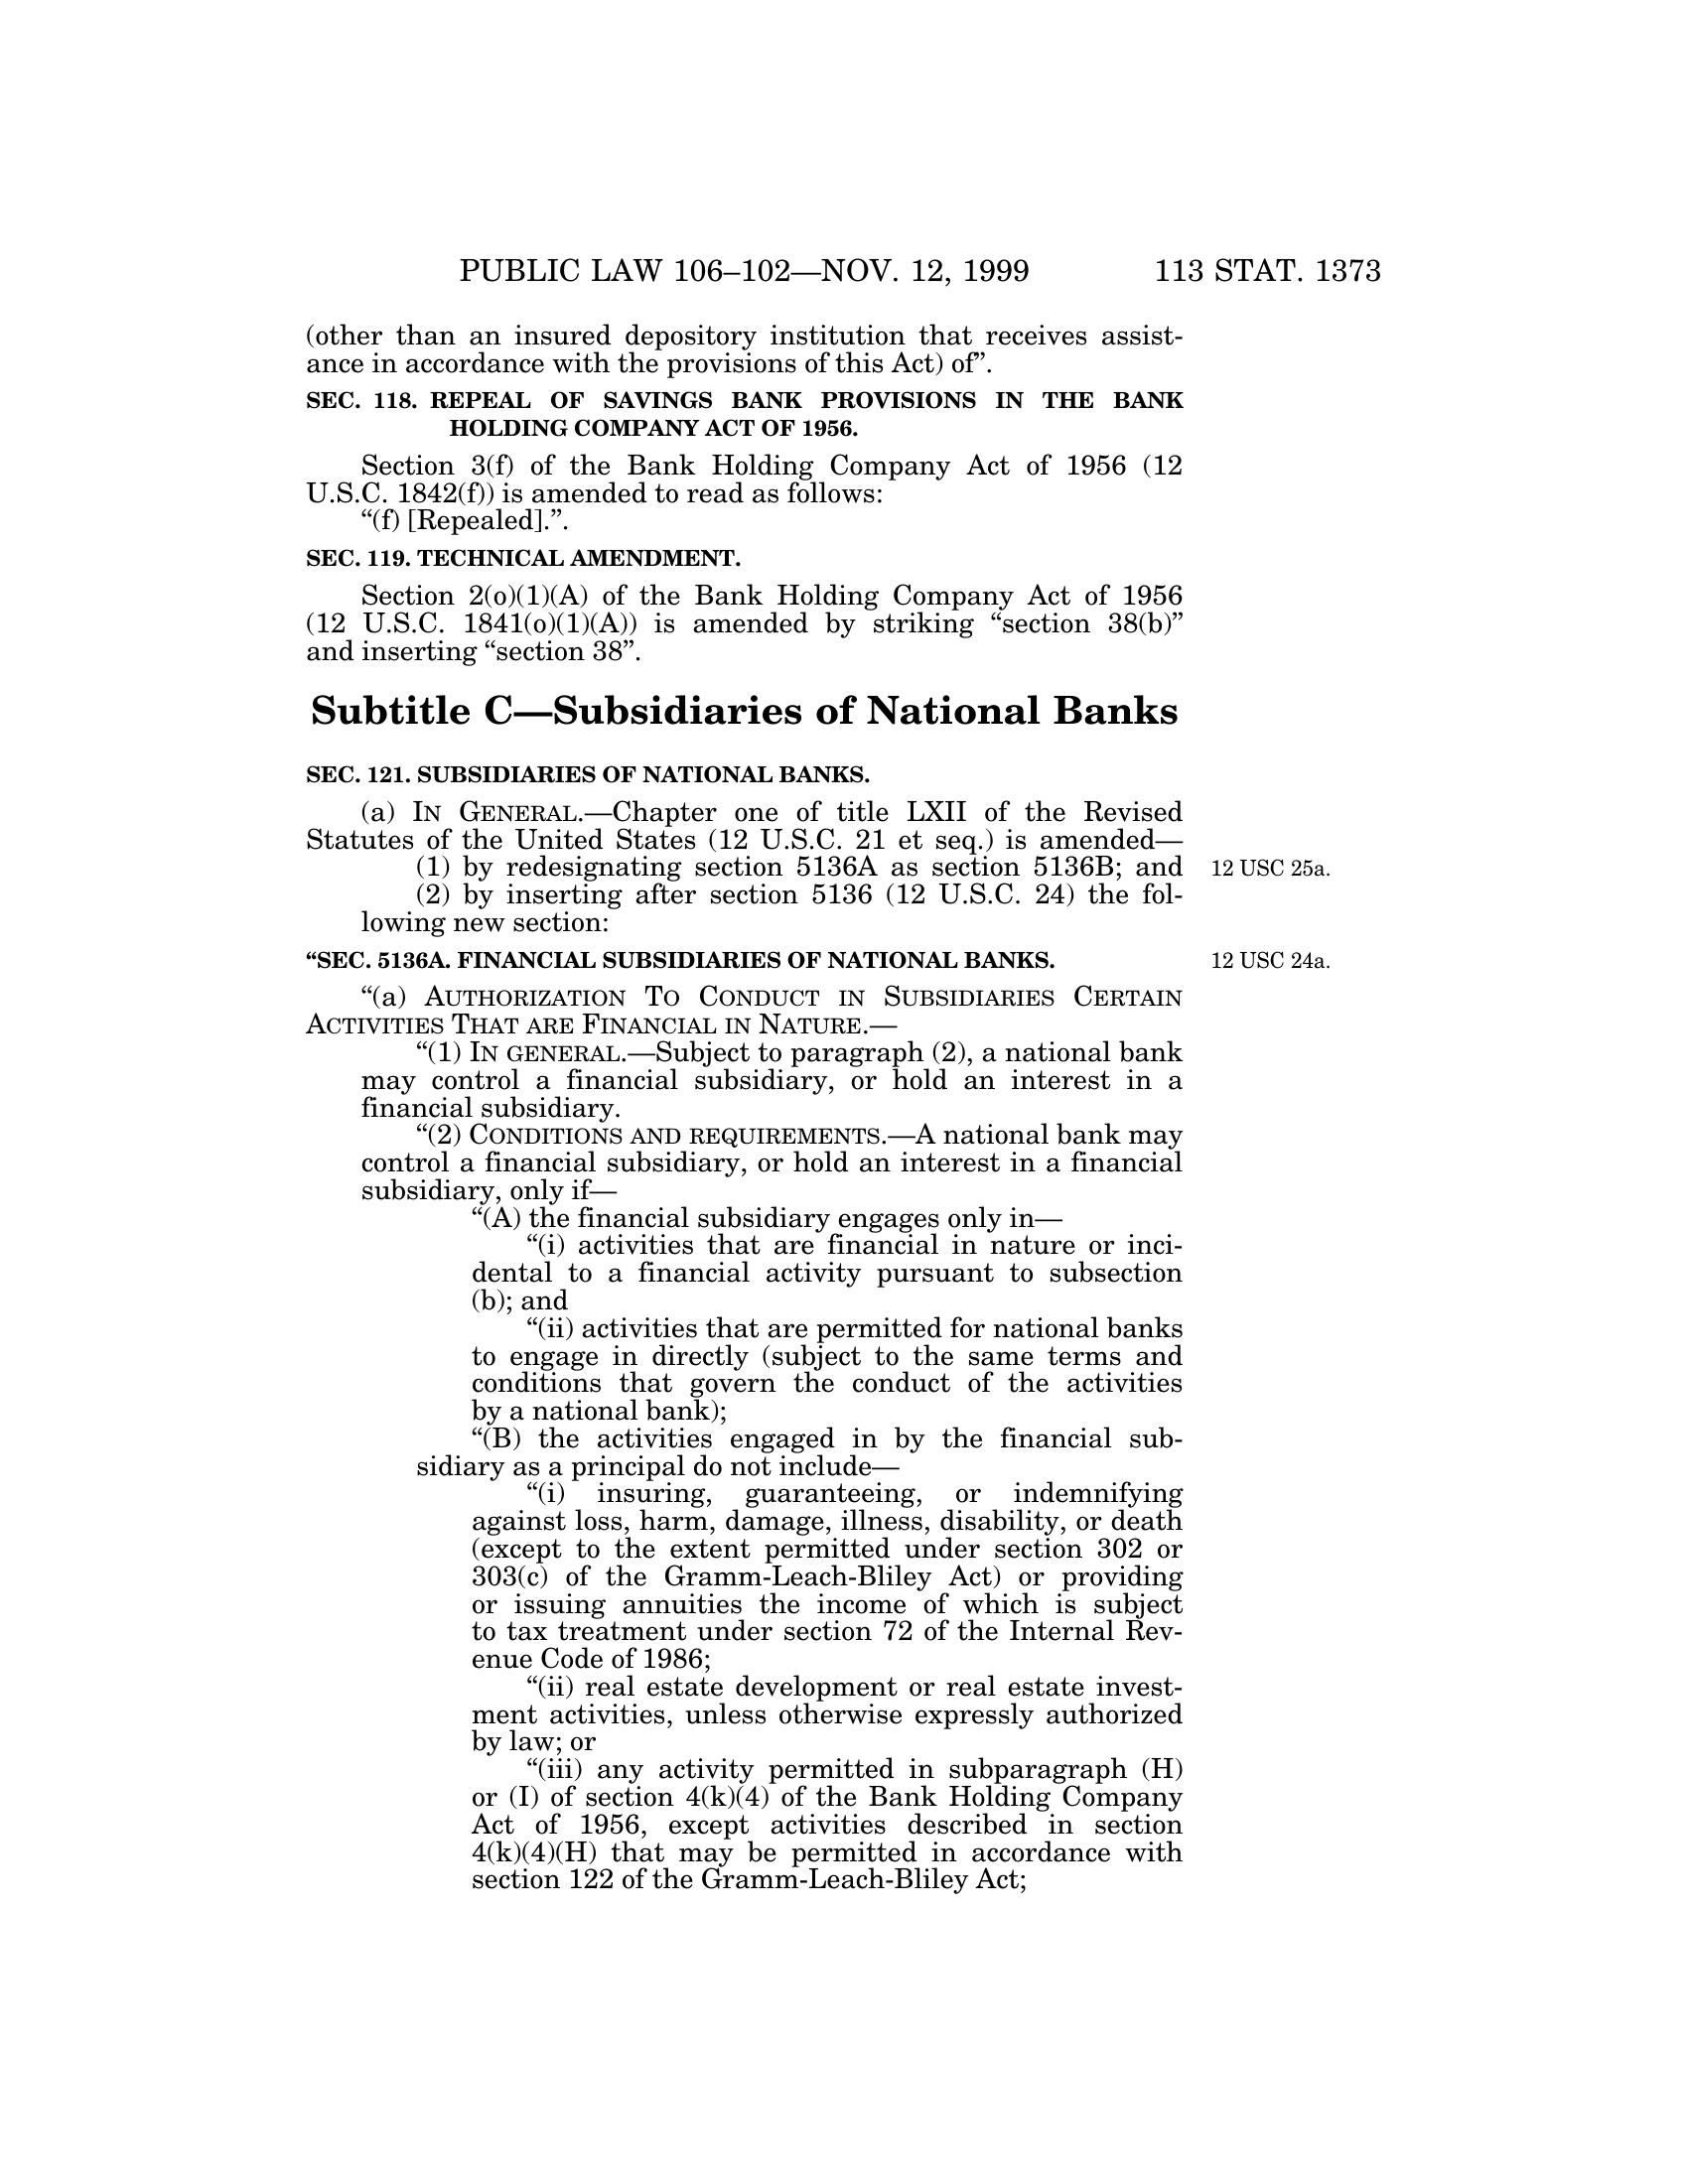 PUBLIC LAW 106–102—NOV. 12, 1999 113 STAT. 1373
(other than an insured depository institution that receives assist-
ance in accordance with the provisions of this Act) of”.
SEC. 118. REPEAL OF SAVINGS BANK PROVISIONS IN THE BANK
HOLDING COMPANY ACT OF 1956.
Section 3(f) of the Bank Holding Company Act of 1956 (12
U.S.C. 1842(f)) is amended to read as follows:
“(f) [Repealed].”.
SEC. 119. TECHNICAL AMENDMENT.
Section 2(o)(1)(A) of the Bank Holding Company Act of 1956
(12 U.S.C. 1841(o)(1)(A)) is amended by striking “section 38(b)”
and inserting “section 38”.
Subtitle C—Subsidiaries of National Banks
SEC. 121. SUBSIDIARIES OF NATIONAL BANKS.
(a) IN GENERAL.—Chapter one of title LXII of the Revised
Statutes of the United States (12 U.S.C. 21 et seq.) is amended—
(1) by redesignating section 5136A as section 5136B; and 12 USC 25a.
(2) by inserting after section 5136 (12 U.S.C. 24) the fol-
lowing new section:
“SEC. 5136A. FINANCIAL SUBSIDIARIES OF NATIONAL BANKS. 12 USC 24a.
“(a) AUTHORIZATION TO CONDUCT IN SUBSIDIARIES CERTAIN
ACTIVITIES THAT ARE FINANCIAL IN NATURE.—
“(1) IN GENERAL.—Subject to paragraph (2), a national bank
may control a financial subsidiary, or hold an interest in a
financial subsidiary.
“(2) CONDITIONS AND REQUIREMENTS.—A national bank may
control a financial subsidiary, or hold an interest in a financial
subsidiary, only if—
“(A) the financial subsidiary engages only in—
“(i) activities that are financial in nature or inci-
dental to a financial activity pursuant to subsection
(b); and
“(ii) activities that are permitted for national banks
to engage in directly (subject to the same terms and
conditions that govern the conduct of the activities
by a national bank);
“(B) the activities engaged in by the financial sub-
sidiary as a principal do not include—
“(i) insuring, guaranteeing, or indemnifying
against loss, harm, damage, illness, disability, or death
(except to the extent permitted under section 302 or
303(c) of the Gramm-Leach-Bliley Act) or providing
or issuing annuities the income of which is subject
to tax treatment under section 72 of the Internal Rev-
enue Code of 1986;
“(ii) real estate development or real estate invest-
ment activities, unless otherwise expressly authorized
by law; or
“(iii) any activity permitted in subparagraph (H)
or (I) of section 4(k)(4) of the Bank Holding Company
Act of 1956, except activities described in section
4(k)(4)(H) that may be permitted in accordance with
section 122 of the Gramm-Leach-Bliley Act;